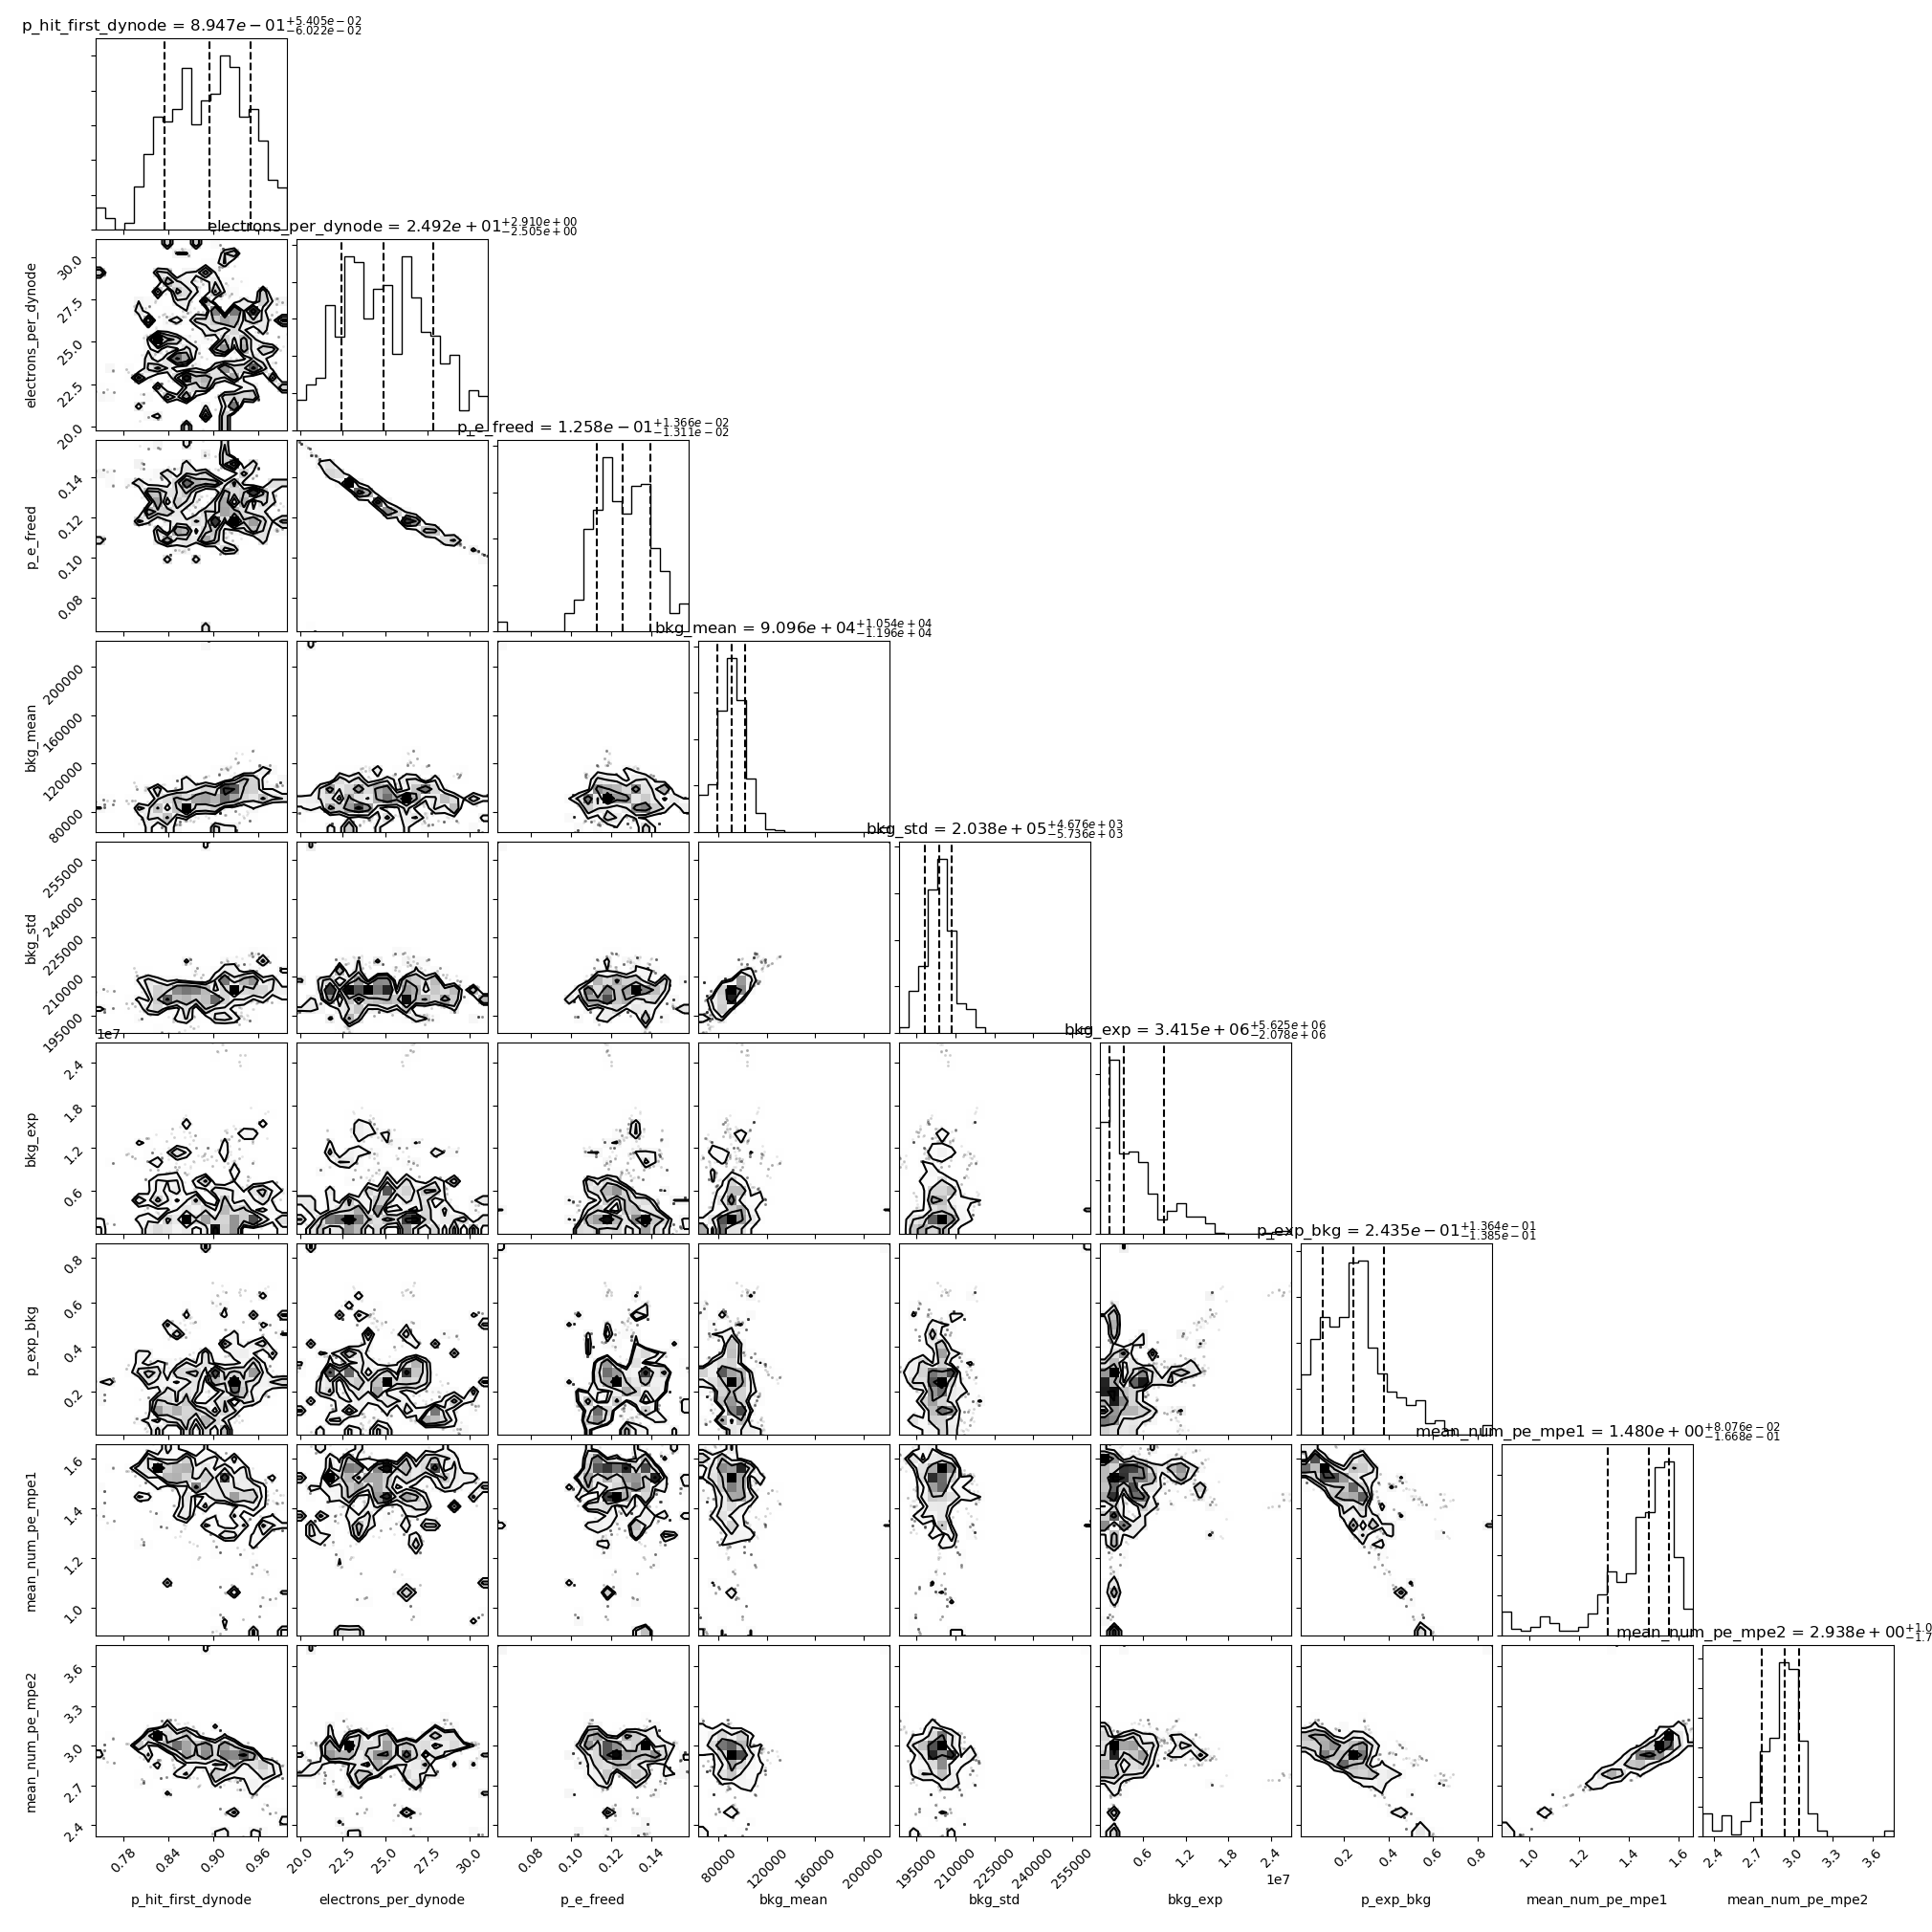 p_hit_first_dynode = 8.947e−01 +5.405e−02 −6.022e−02
electrons_per_dynode = 2.492e+01 +2.910e+00 −2.505e+00
30.0
27.5
25.0
22.5
20.0
electrons_per_dynode
p_e_freed = 1.258e−01 +1.366e−02 −1.311e−02
0.14
0.12
0.10
0.08
p_e_freed
bkg_mean = 9.096e+04 +1.054e+04 −1.196e+04
200000
160000
120000
80000
bkg_mean
bkg_std = 2.038e+05 +4.676e+03 −5.736e+03
255000
240000
225000
210000
195000
bkg_std
1e7
bkg_exp = 3.415e+06 +5.625e+06 −2.078e+06
2.4
1.8
1.2
0.6
bkg_exp
p_exp_bkg = 2.435e−01 +1.364e−01 −1.385e−01
0.8
0.6
0.4
0.2
p_exp_bkg
mean_num_pe_mpe1 = 1.480e+00 +8.076e−02 −1.668e−01
1.6
1.4
1.2
1.0
mean_num_pe_mpe1
mean_num_pe_mpe2 = 2.938e+00 +1.0 −1.7
3.6
3.3
3.0
2.7
2.4
mean_num_pe_mpe2
0.78 0.84 0.90 0.96
20.0 22.5 25.0 27.5 30.0
0.08 0.10 0.12 0.14
80000 120000 160000 200000
195000 210000 225000 240000 255000
0.6 1.2 1.8 2.4
1e7
0.2 0.4 0.6 0.8
1.0 1.2 1.4 1.6
2.4 2.7 3.0 3.3 3.6
p_hit_first_dynode electrons_per_dynode p_e_freed bkg_mean bkg_std bkg_exp p_exp_bkg mean_num_pe_mpe1 mean_num_pe_mpe2